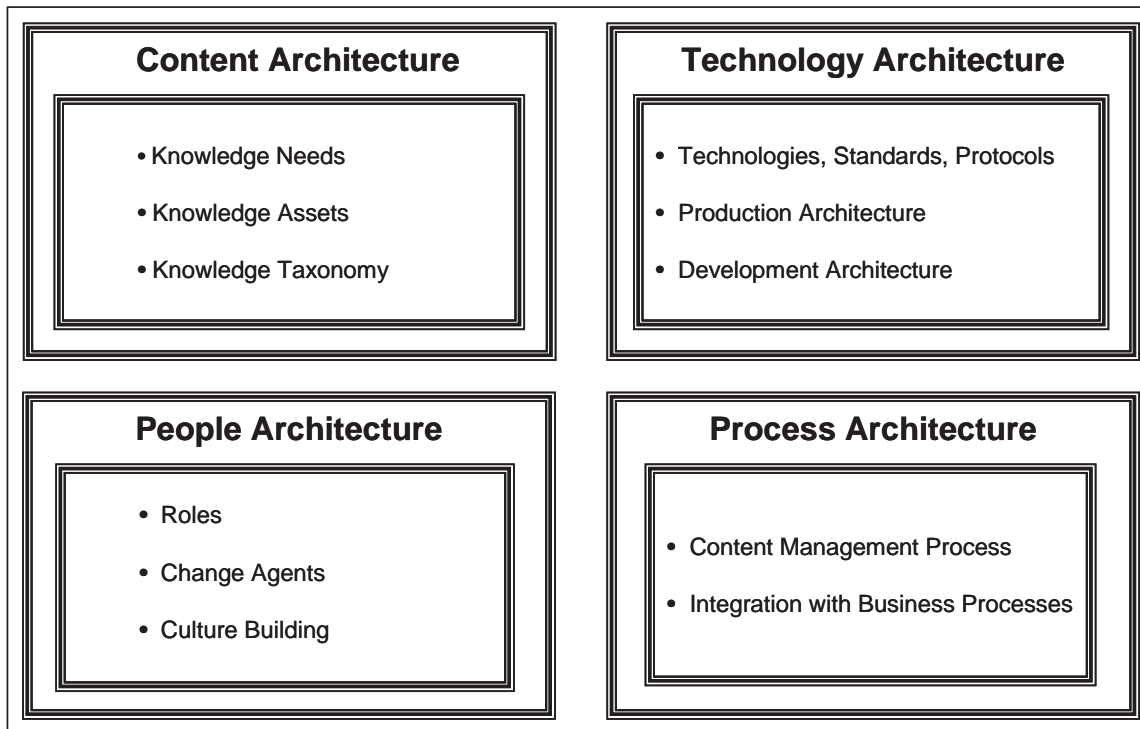 Content Architecture
• Knowledge Needs
• Knowledge Assets
• Knowledge Taxonomy
Technology Architecture
• Technologies, Standards, Protocols
• Production Architecture
• Development Architecture
People Architecture
• Roles
• Change Agents
• Culture Building
Process Architecture
• Content Management Process
• Integration with Business Processes